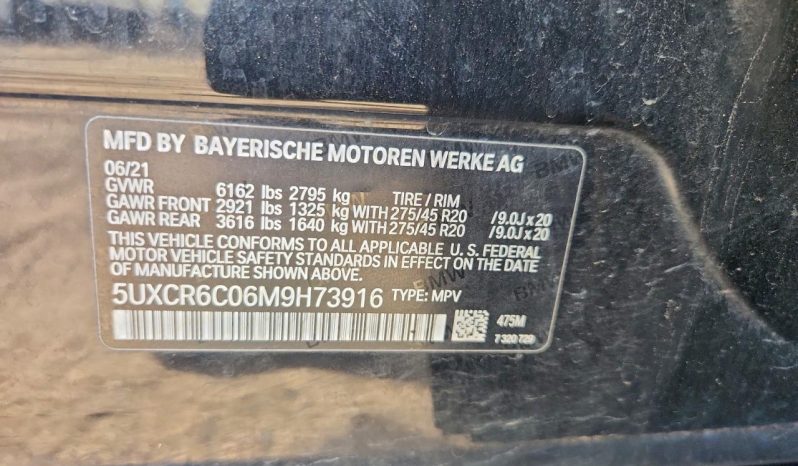 MFD BY BAYERISCHE MOTOREN WERKE AG
06/21
GVWR 6162 lbs 2795 kg TIRE / RIM
GAWR FRONT 2921 lbs 1325 kg WITH 275/45 R20 /9.0J x 20
GAWR REAR 3616 lbs 1640 kg WITH 275/45 R20 /9.0J x 20
THIS VEHICLE CONFORMS TO ALL APPLICABLE U. S. FEDERAL
MOTOR VEHICLE SAFETY STANDARDS IN EFFECT ON THE DATE
OF MANUFACTURE SHOWN ABOVE.
5UXCR6C06M9H73916 TYPE: MPV
475M
7 320 729